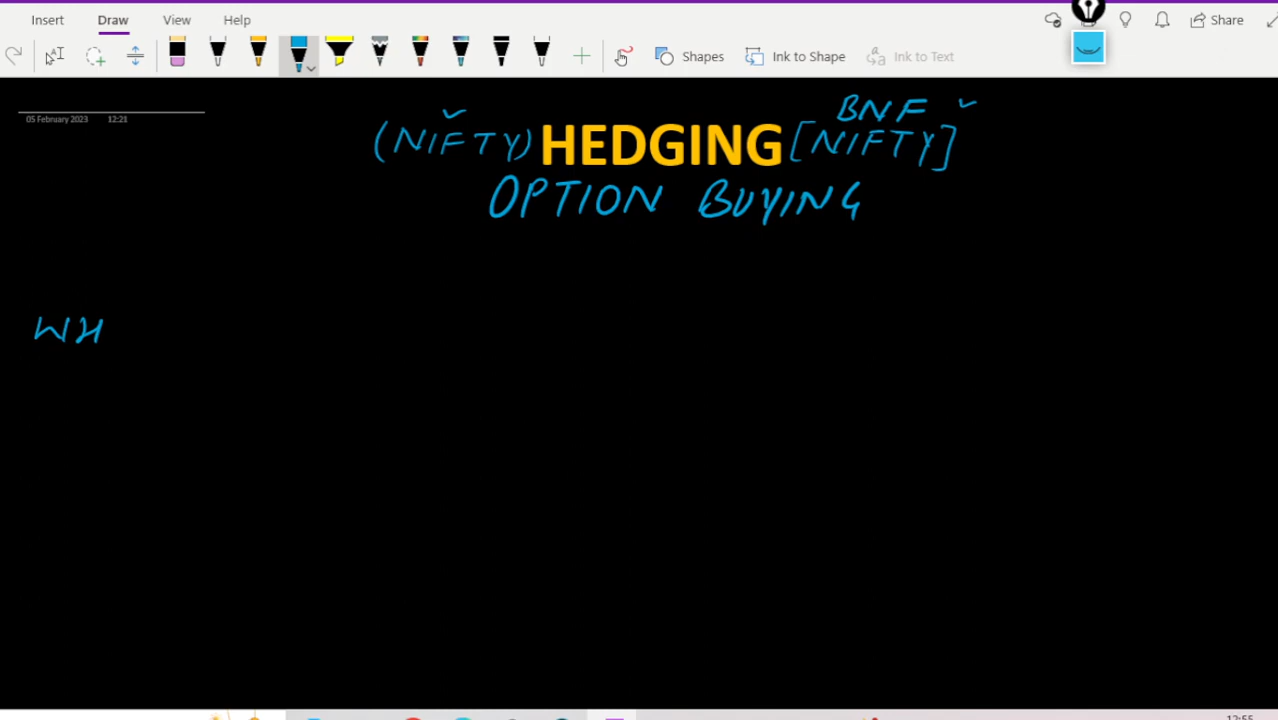 Insert Draw View Help Share
Shapes Ink to Shape Ink to Text
05 February 2023 12:21
BNF
(NIFTY) HEDGING [NIFTY]
OPTION BUYING
WH